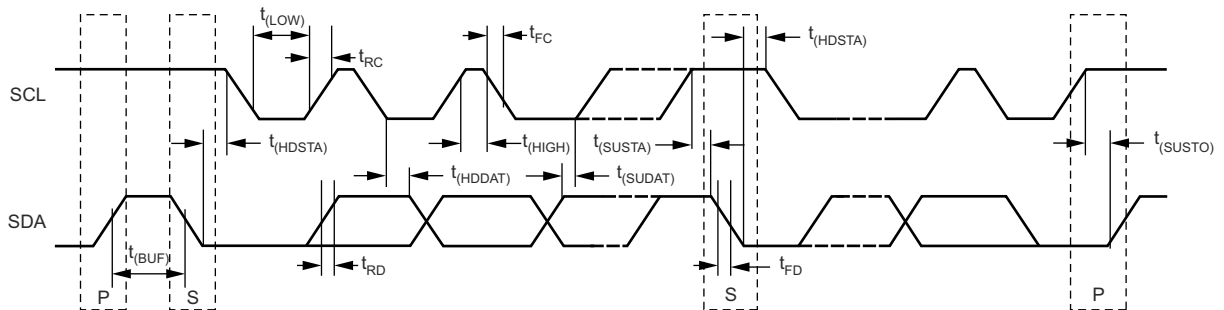 t(LOW)
tRC
tFC
t(HDSTA)
SCL
t(HDSTA)
t(HIGH)
t(SUSTA)
t(SUSTO)
t(HDDAT)
t(SUDAT)
SDA
t(BUF)
tRD
tFD
P
S
S
P